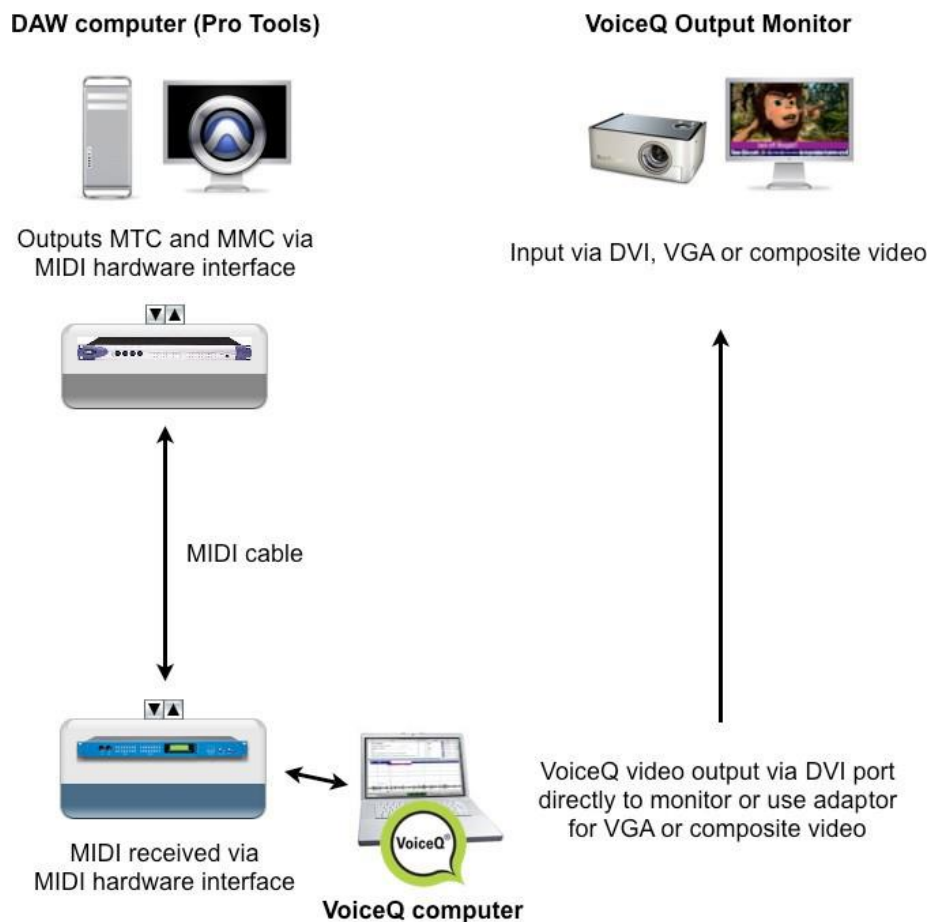 DAW computer (Pro Tools)
VoiceQ Output Monitor
Outputs MTC and MMC via
MIDI hardware interface
Input via DVI, VGA or composite video
MIDI cable
MIDI received via
MIDI hardware interface
VoiceQ®
VoiceQ computer
VoiceQ video output via DVI port
directly to monitor or use adaptor
for VGA or composite video